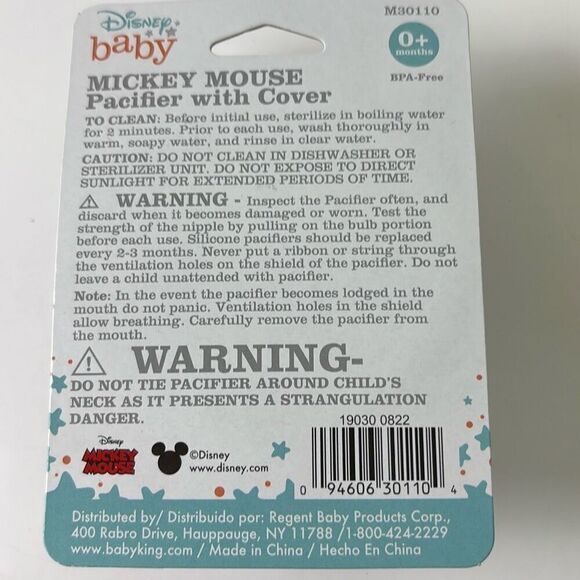 Disney
baby
M30110
0+
months
BPA-Free
MICKEY MOUSE
Pacifier with Cover
TO CLEAN: Before initial use, sterilize in boiling water
for 2 minutes. Prior to each use, wash thoroughly in
warm, soapy water, and rinse in clear water.
CAUTION: DO NOT CLEAN IN DISHWASHER OR
STERILIZER UNIT. DO NOT EXPOSE TO DIRECT
SUNLIGHT FOR EXTENDED PERIODS OF TIME.
WARNING - Inspect the Pacifier often, and
discard when it becomes damaged or worn. Test the
strength of the nipple by pulling on the bulb portion
before each use. Silicone pacifiers should be replaced
every 2-3 months. Never put a ribbon or string through
the ventilation holes on the shield of the pacifier. Do not
leave a child unattended with pacifier.
Note: In the event the pacifier becomes lodged in the
mouth do not panic. Ventilation holes in the shield
allow breathing. Carefully remove the pacifier from
the mouth.
WARNING-
DO NOT TIE PACIFIER AROUND CHILD'S
NECK AS IT PRESENTS A STRANGULATION
DANGER.
19030 0822
Disney
MICKEY
MOUSE
©Disney
www.disney.com
0 94606 30110 4
Distributed by/ Distribuido por: Regent Baby Products Corp.,
400 Rabro Drive, Hauppauge, NY 11788 /1-800-424-2229
www.babyking.com / Made in China / Hecho En China